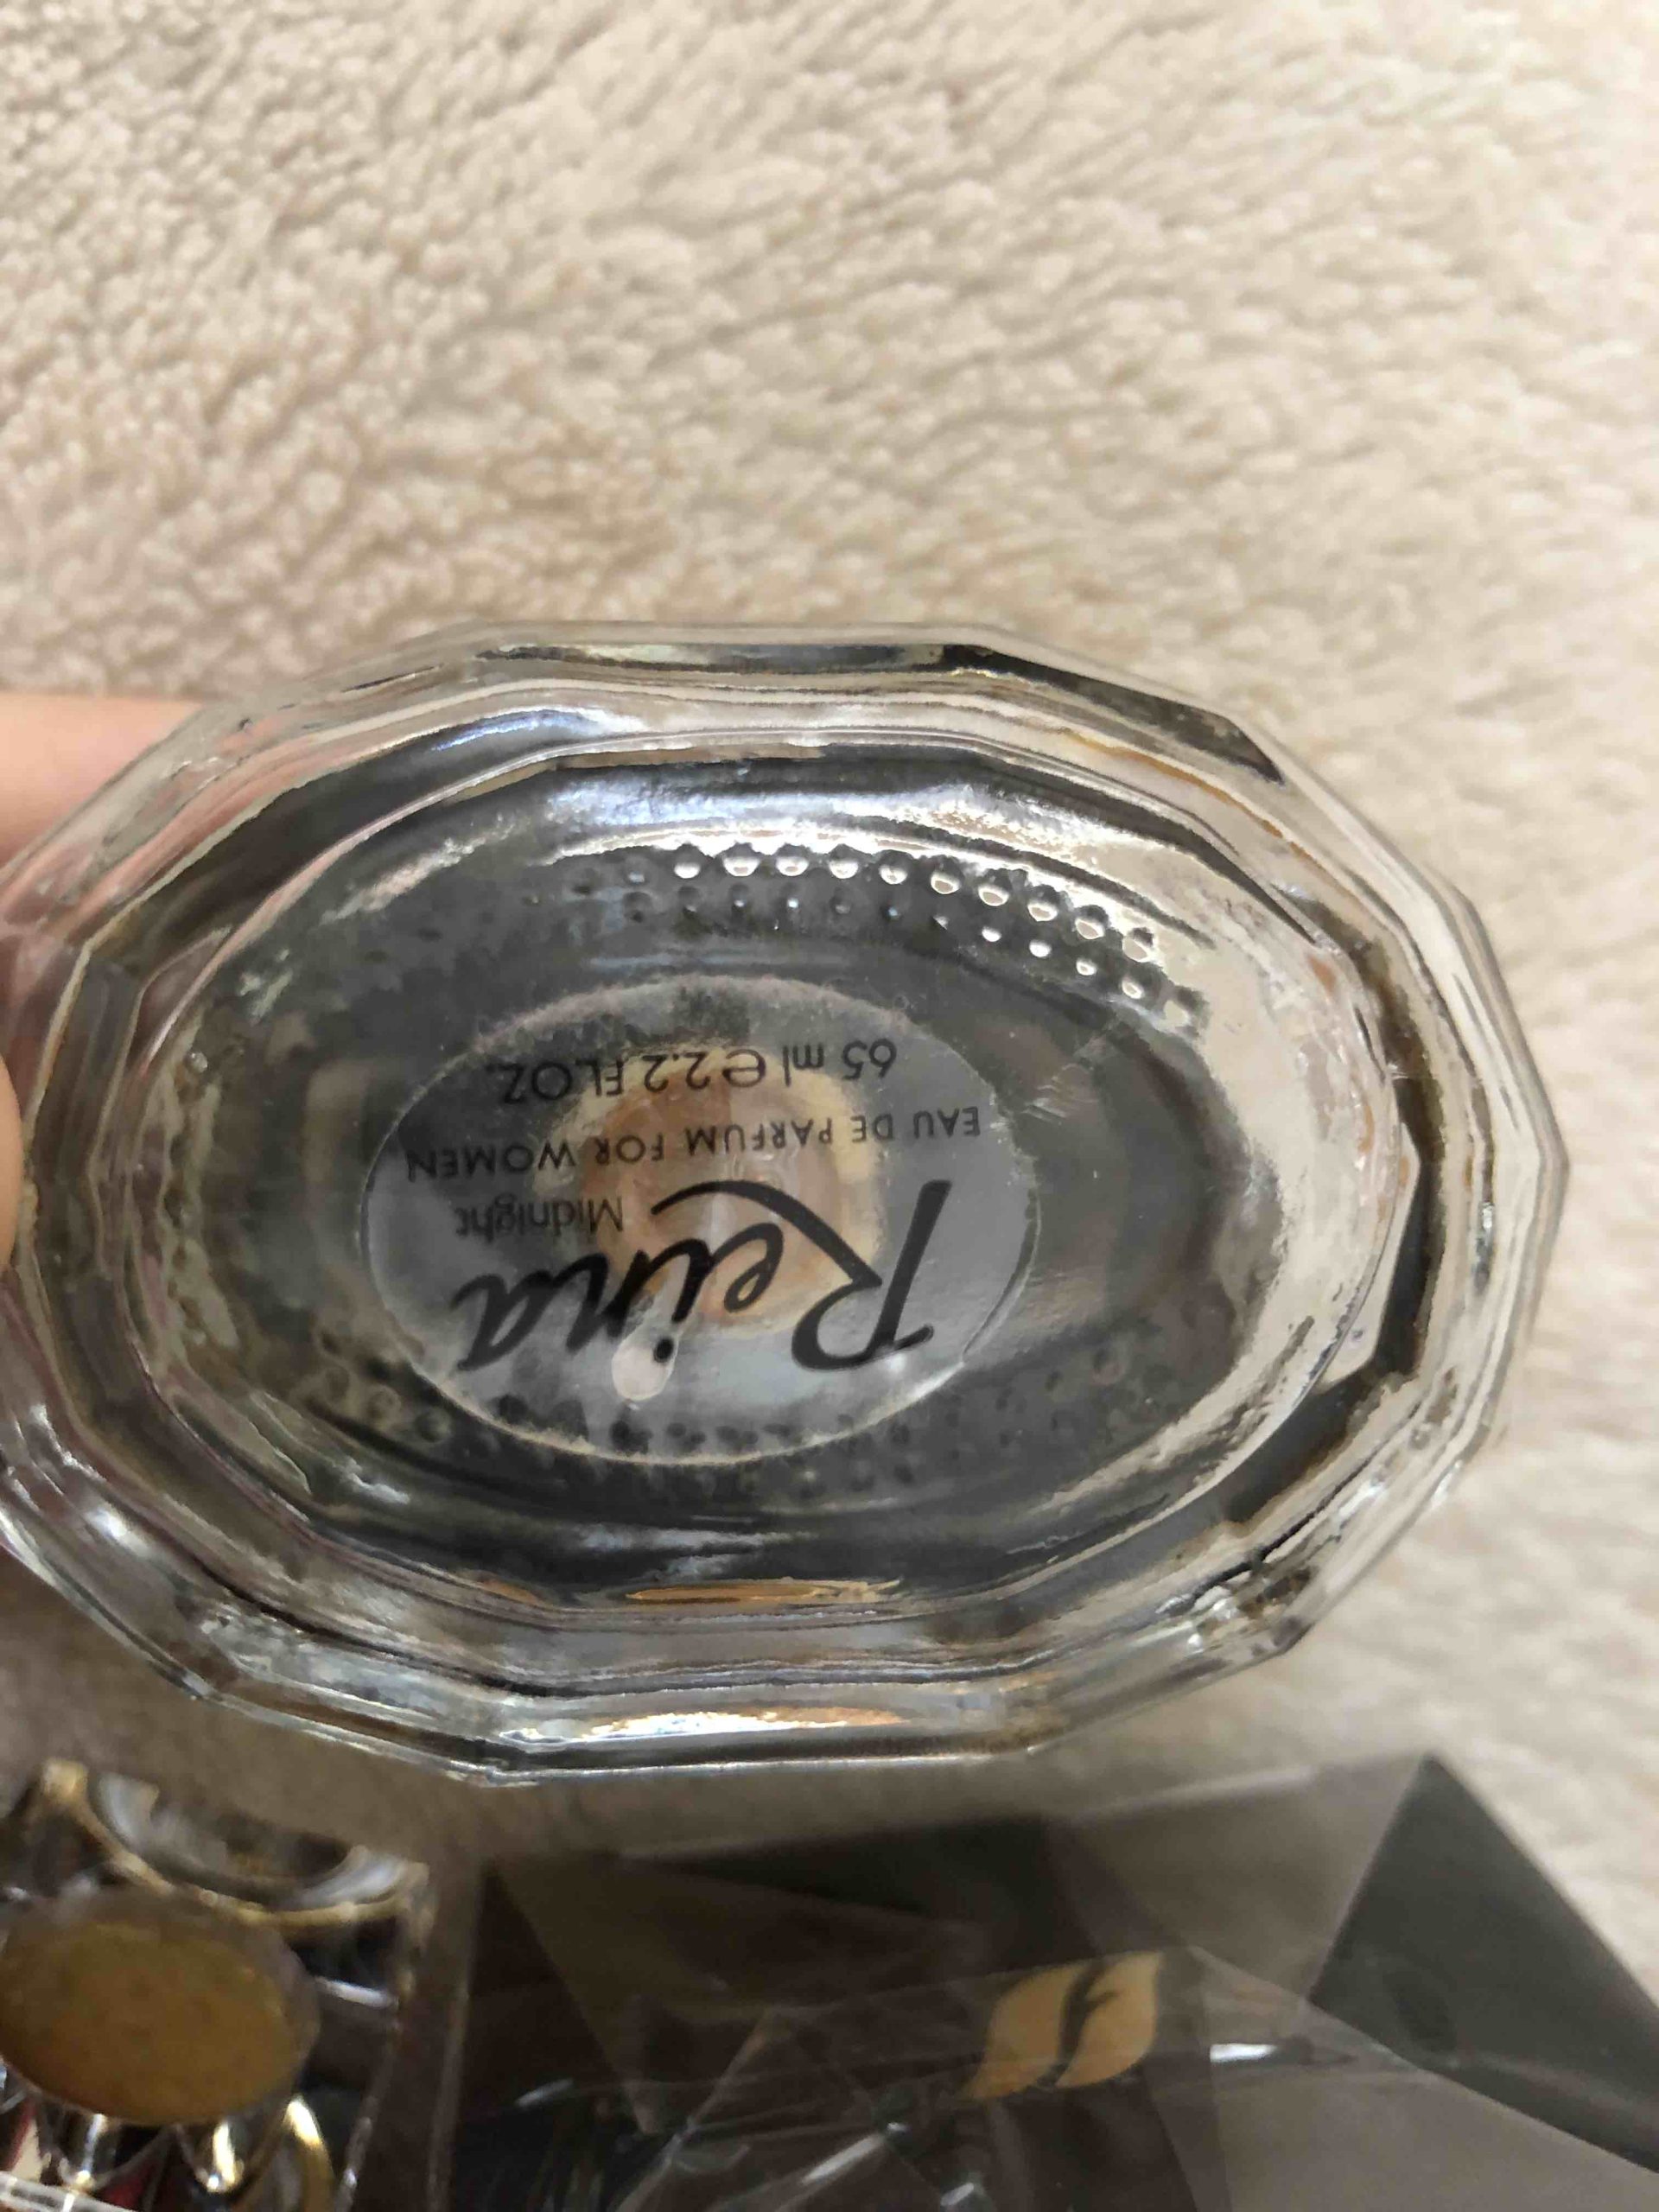 Reina
Midnight
EAU DE PARFUM FOR WOMEN
65 ml e 2.2 FL.OZ.